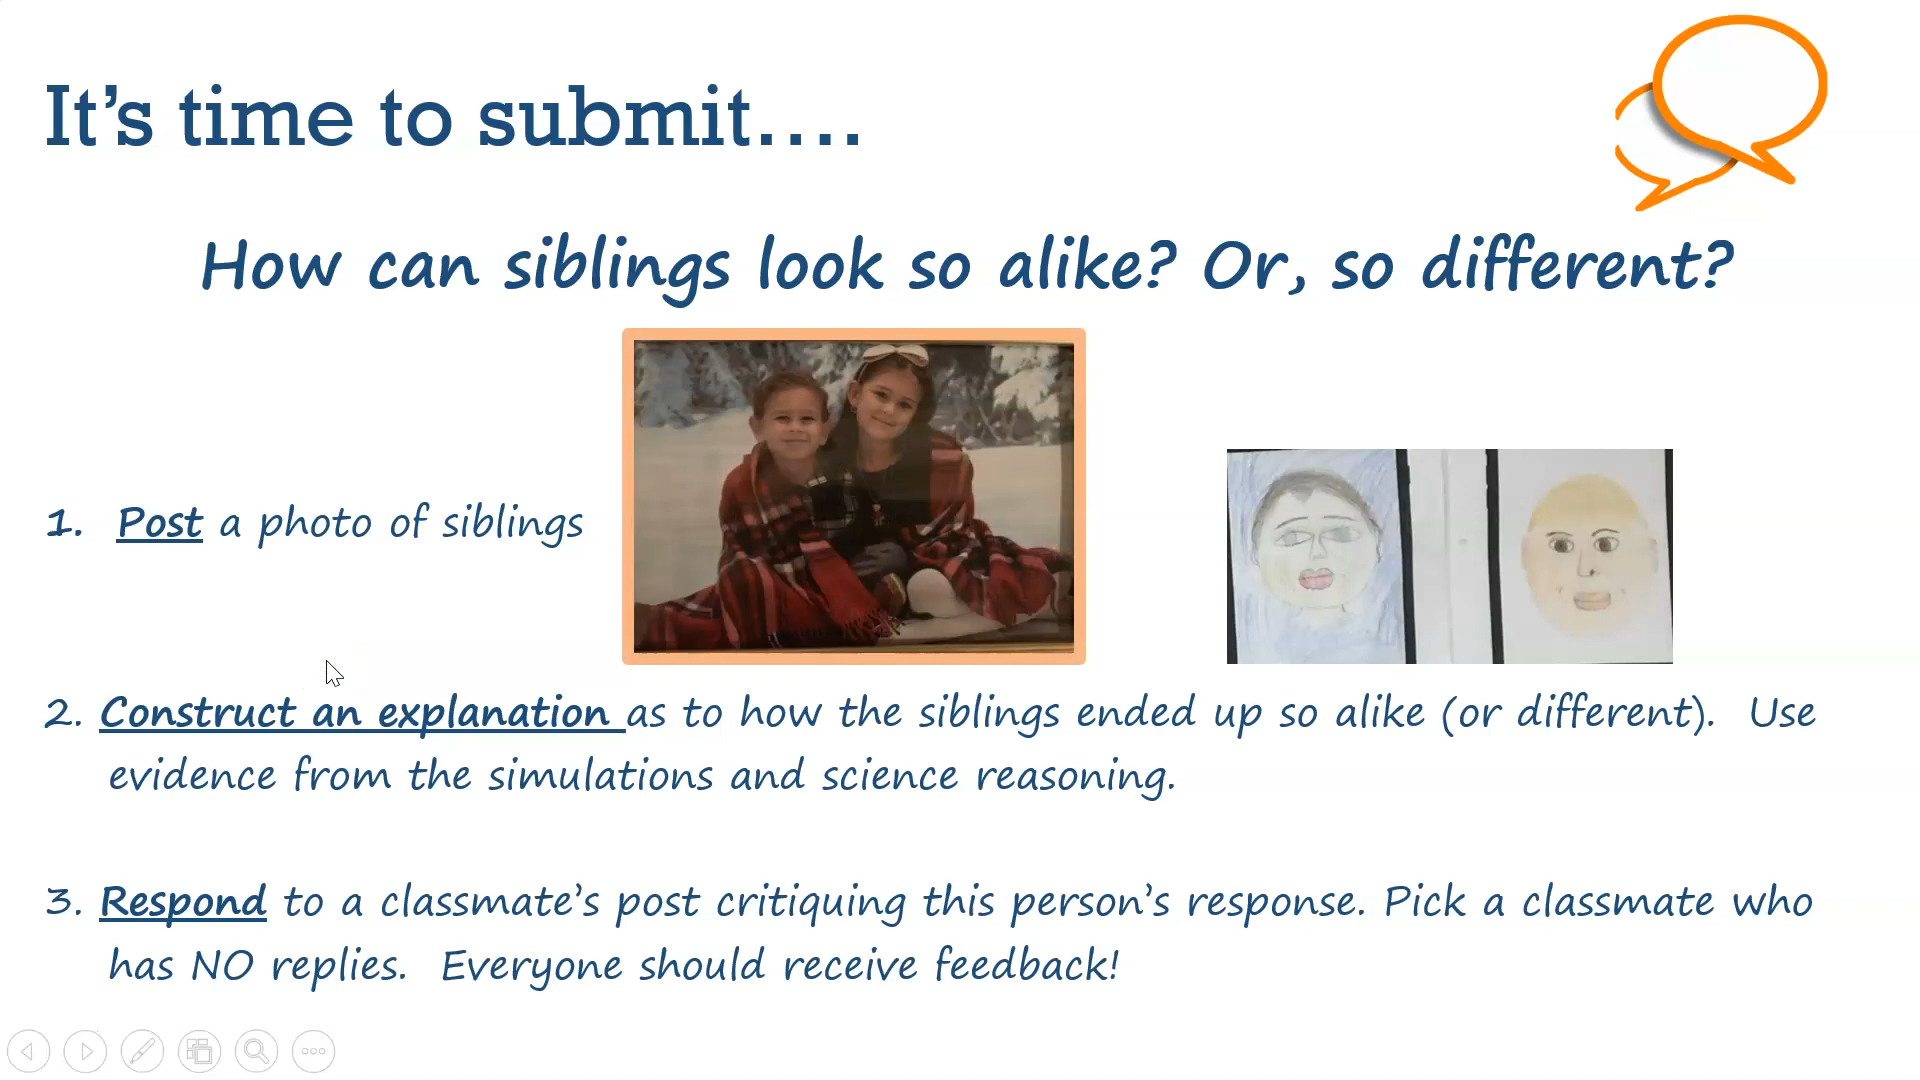 It’s time to submit….
How can siblings look so alike? Or, so different?
1. Post a photo of siblings
2. Construct an explanation as to how the siblings ended up so alike (or different). Use
evidence from the simulations and science reasoning.
3. Respond to a classmate’s post critiquing this person’s response. Pick a classmate who
has NO replies. Everyone should receive feedback!